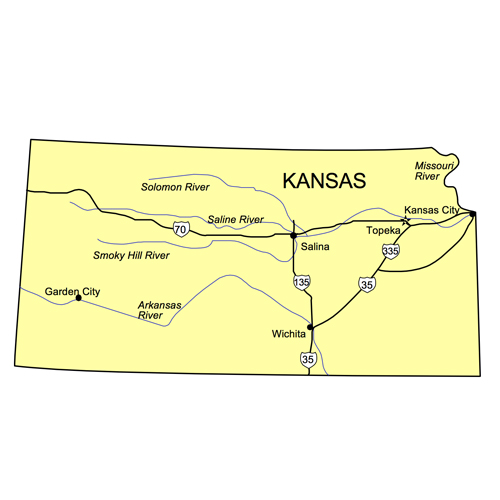 Missouri
River
KANSAS
Solomon River
Kansas City
Saline River
70
Topeka
Salina
335
Smoky Hill River
135
35
Garden City
Arkansas
River
Wichita
35